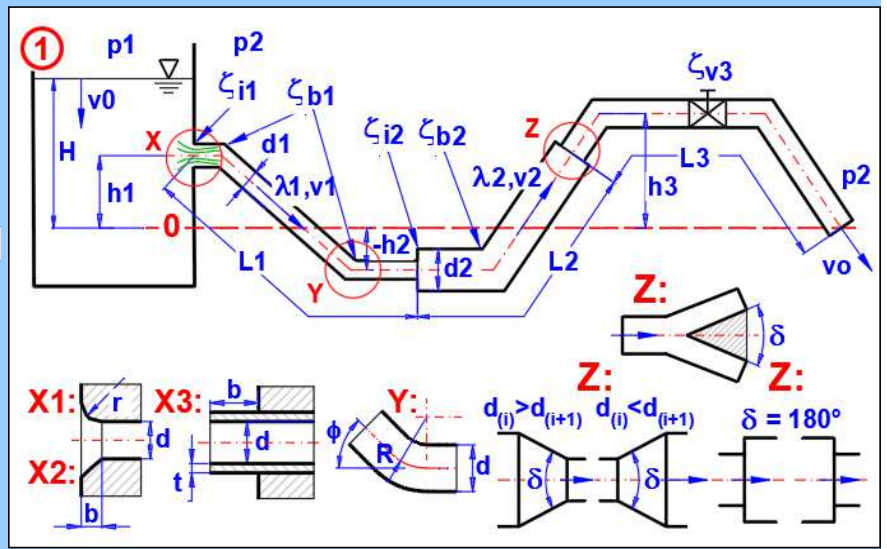 1
p1 p2
v0
H
h1
X
ζi1
ζb1
d1
λ1,v1
0
L1
Y
-h2
ζi2
ζb2
d2
λ2,v2
L2
Z
ζv3
L3
h3
p2
vo
Z:
δ
X1:
r
d
X2:
b
X3:
b
d
t
Y:
ϕ
R
d
Z:
d(i)>d(i+1) d(i)<d(i+1)
δ δ
Z:
δ = 180°